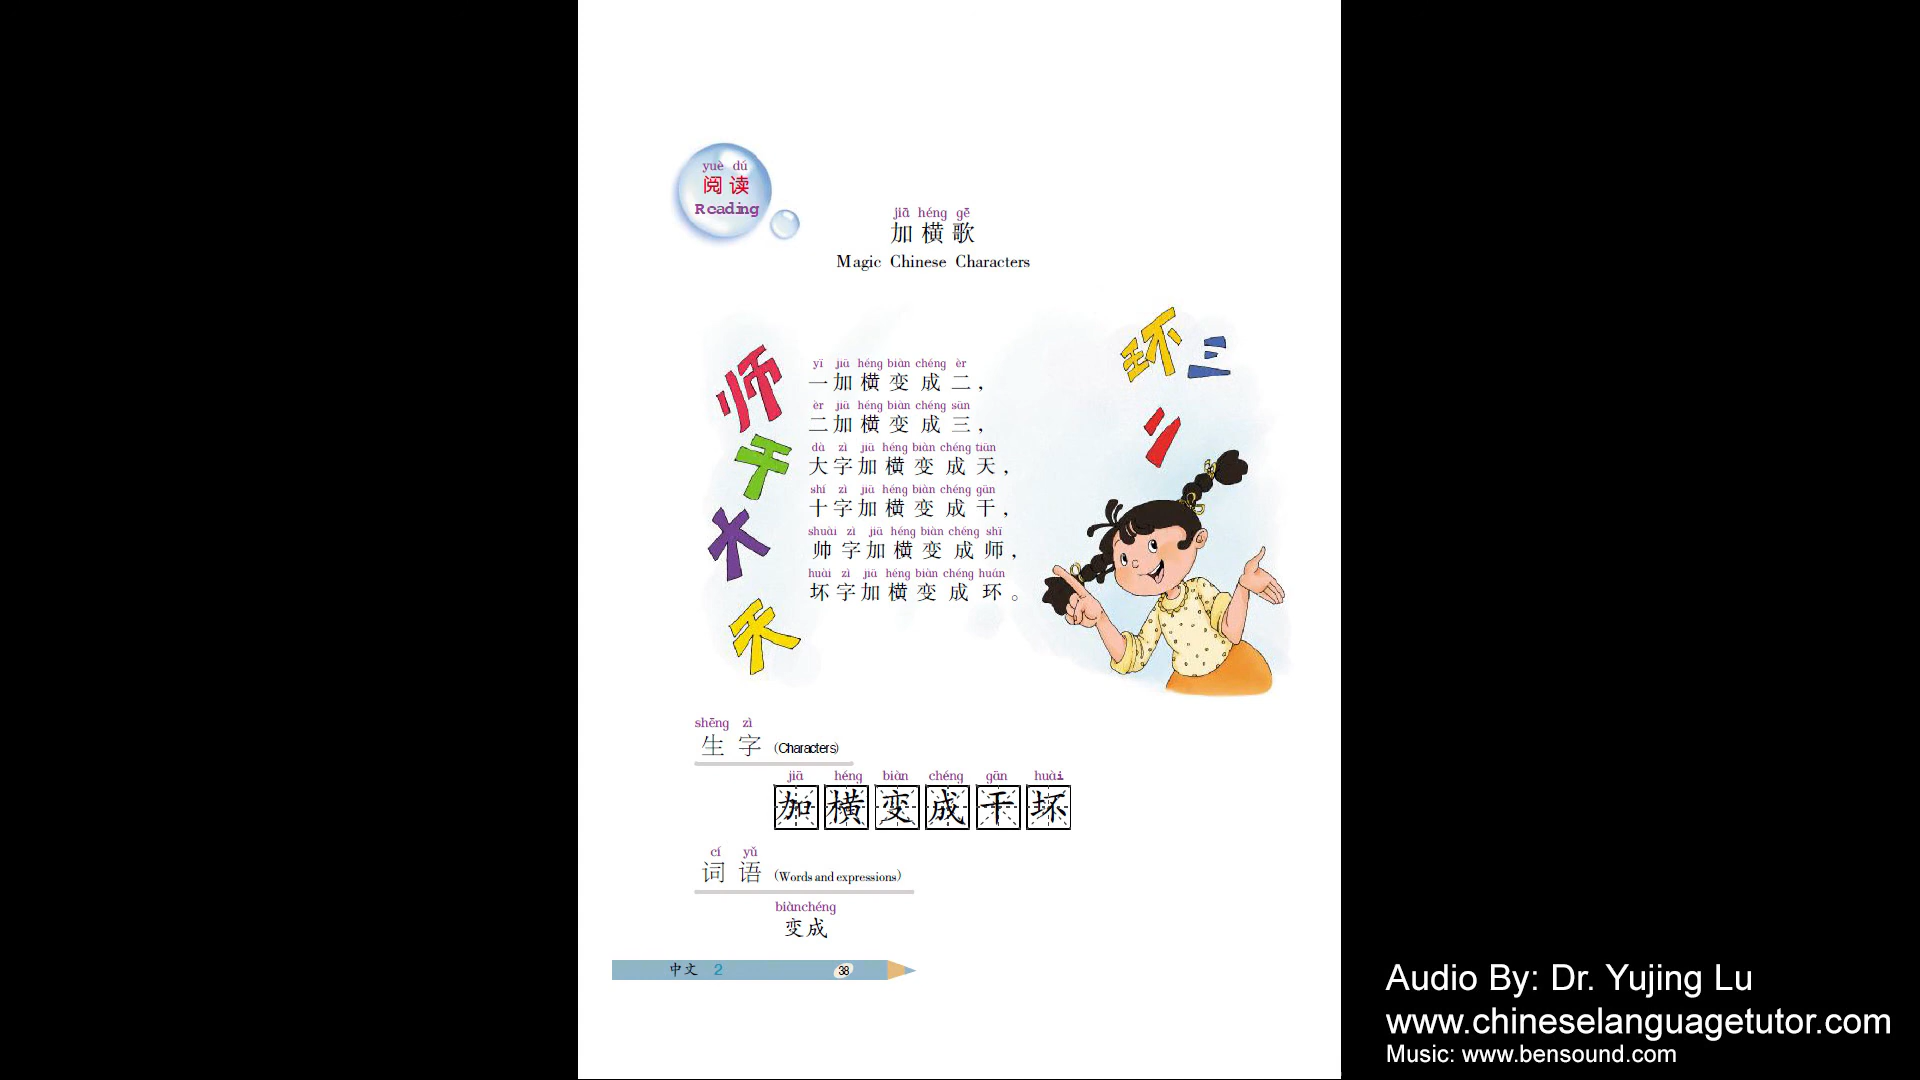 yuè dú
阅读
Reading
jiā héng gē
加横歌
Magic Chinese Characters
yī jiā héng biàn chéng èr
一加横变成二，
èr jiā héng biàn chéng sān
二加横变成三，
dà zì jiā héng biàn chéng tiān
大字加横变成天，
shí zì jiā héng biàn chéng gān
十字加横变成干，
shuài zì jiā héng biàn chéng shī
帅字加横变成师，
huài zì jiā héng biàn chéng huán
坏字加横变成环。
师
干
大
天
环
三
二
shēng zì
生字 (Characters)
jiā héng biàn chéng gān huài
加横变成干坏
cí yǔ
词语 (Words and expressions)
biànchéng
变成
中文 2 38
Audio By: Dr. Yujing Lu
www.chineselanguagetutor.com
Music: www.bensound.com